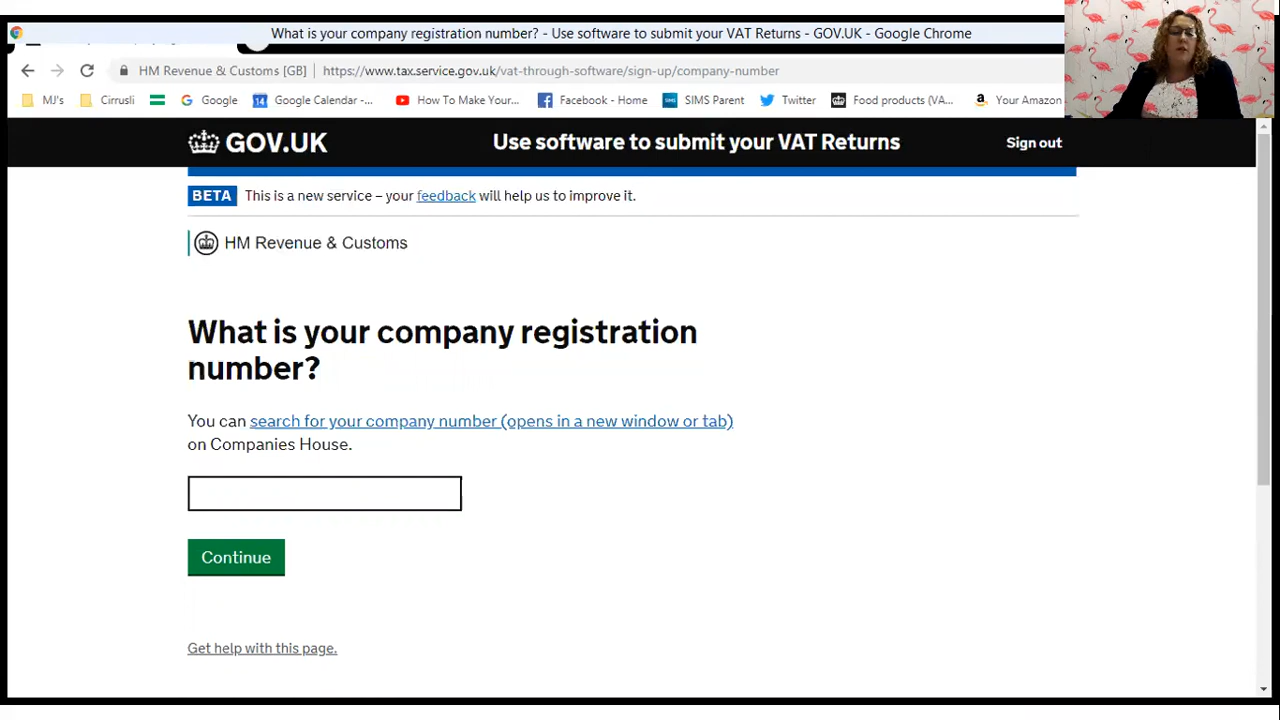 What is your company registration number? - Use software to submit your VAT Returns - GOV.UK - Google Chrome
HM Revenue & Customs [GB] | https://www.tax.service.gov.uk/vat-through-software/sign-up/company-number
MJ's Cirrusli Google 14 Google Calendar -... How To Make Your... Facebook - Home SIMS SIMS Parent Twitter Food products (VA... Your Amazon
GOV.UK Use software to submit your VAT Returns Sign out
BETA This is a new service – your feedback will help us to improve it.
HM Revenue & Customs
What is your company registration
number?
You can search for your company number (opens in a new window or tab)
on Companies House.
Continue
Get help with this page.